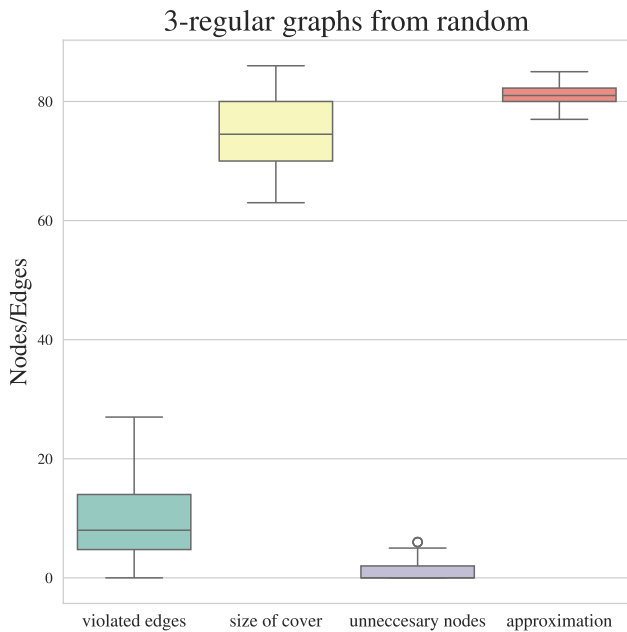 3-regular graphs from random
Nodes/Edges
80
60
40
20
0
violated edges
size of cover
unneccesary nodes
approximation